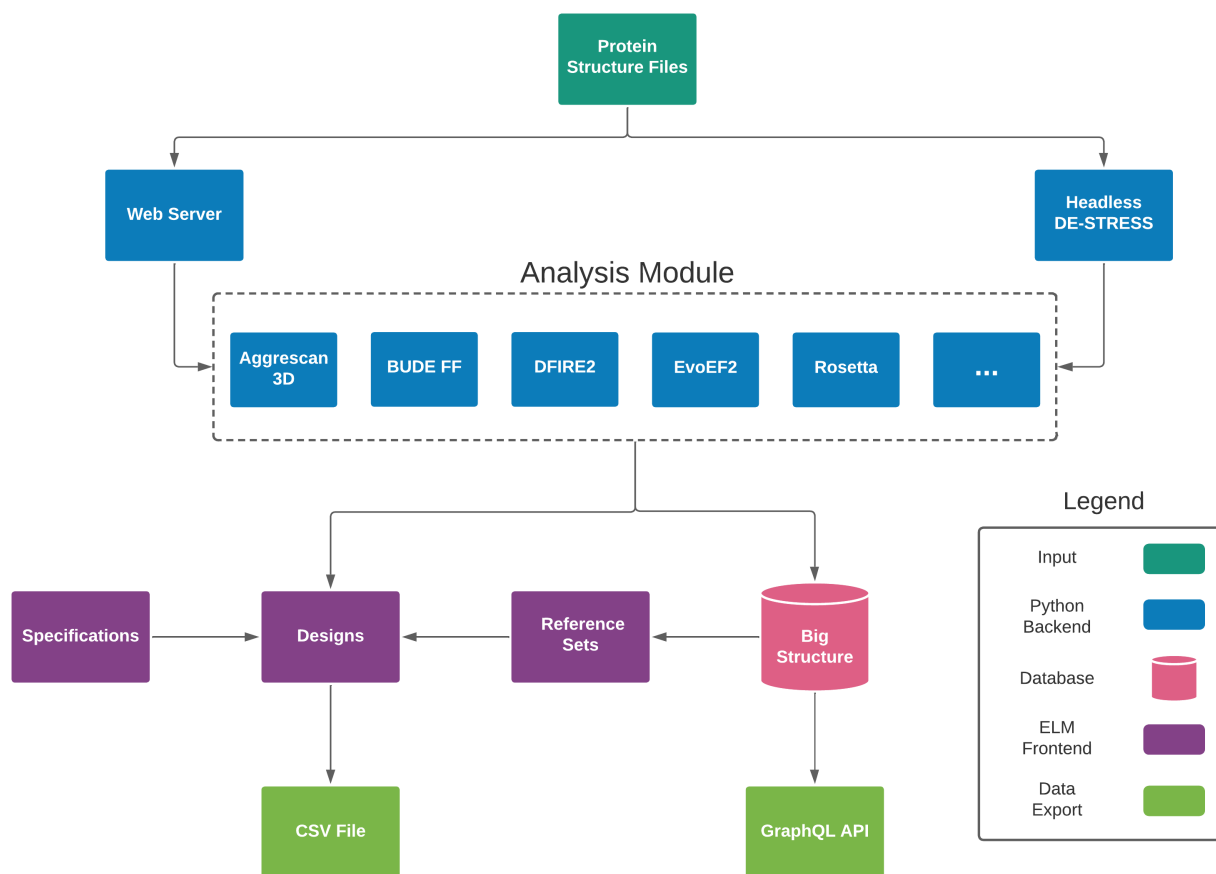 Protein
Structure Files
Web Server
Headless
DE-STRESS
Analysis Module
Aggrescan
3D
BUDE FF
DFIRE2
EvoEF2
Rosetta
...
Legend
Input
Python
Backend
Database
ELM
Frontend
Data
Export
Specifications
Designs
Reference
Sets
Big
Structure
CSV File
GraphQL API